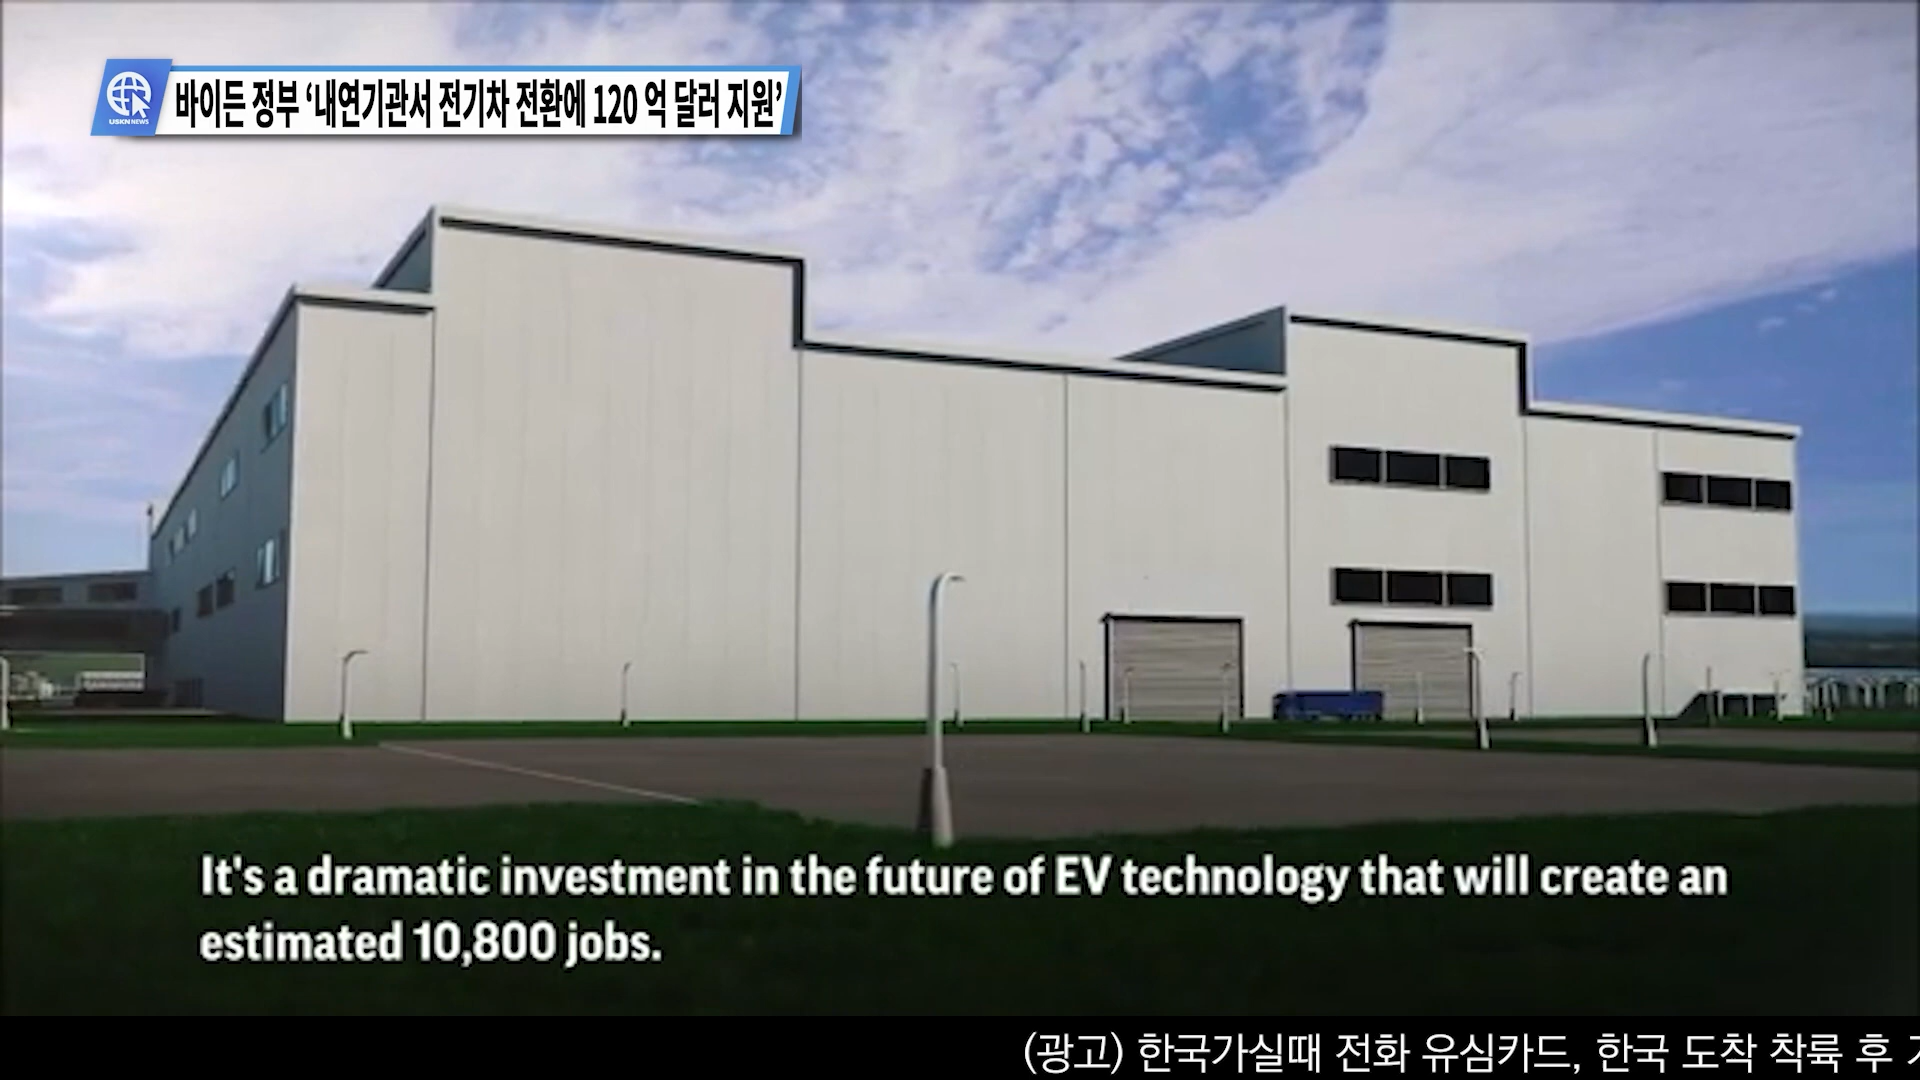 USKN NEWS
바이든 정부 ‘내연기관서 전기차 전환에 120 억 달러 지원’
It's a dramatic investment in the future of EV technology that will create an
estimated 10,800 jobs.
(광고) 한국가실때 전화 유심카드, 한국 도착 착륙 후